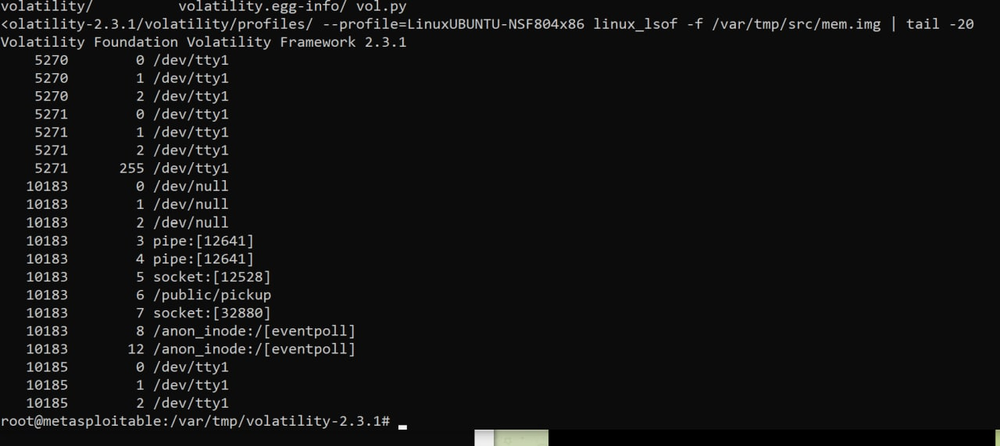 volatility/          volatility.egg-info/ vol.py
<olatility-2.3.1/volatility/profiles/ --profile=LinuxUBUNTU-NSF804x86 linux_lsof -f /var/tmp/src/mem.img | tail -20
Volatility Foundation Volatility Framework 2.3.1
    5270        0 /dev/tty1
    5270        1 /dev/tty1
    5270        2 /dev/tty1
    5271        0 /dev/tty1
    5271        1 /dev/tty1
    5271        2 /dev/tty1
    5271      255 /dev/tty1
   10183        0 /dev/null
   10183        1 /dev/null
   10183        2 /dev/null
   10183        3 pipe:[12641]
   10183        4 pipe:[12641]
   10183        5 socket:[12528]
   10183        6 /public/pickup
   10183        7 socket:[32880]
   10183        8 /anon_inode:/[eventpoll]
   10183       12 /anon_inode:/[eventpoll]
   10185        0 /dev/tty1
   10185        1 /dev/tty1
   10185        2 /dev/tty1
root@metasploitable:/var/tmp/volatility-2.3.1#